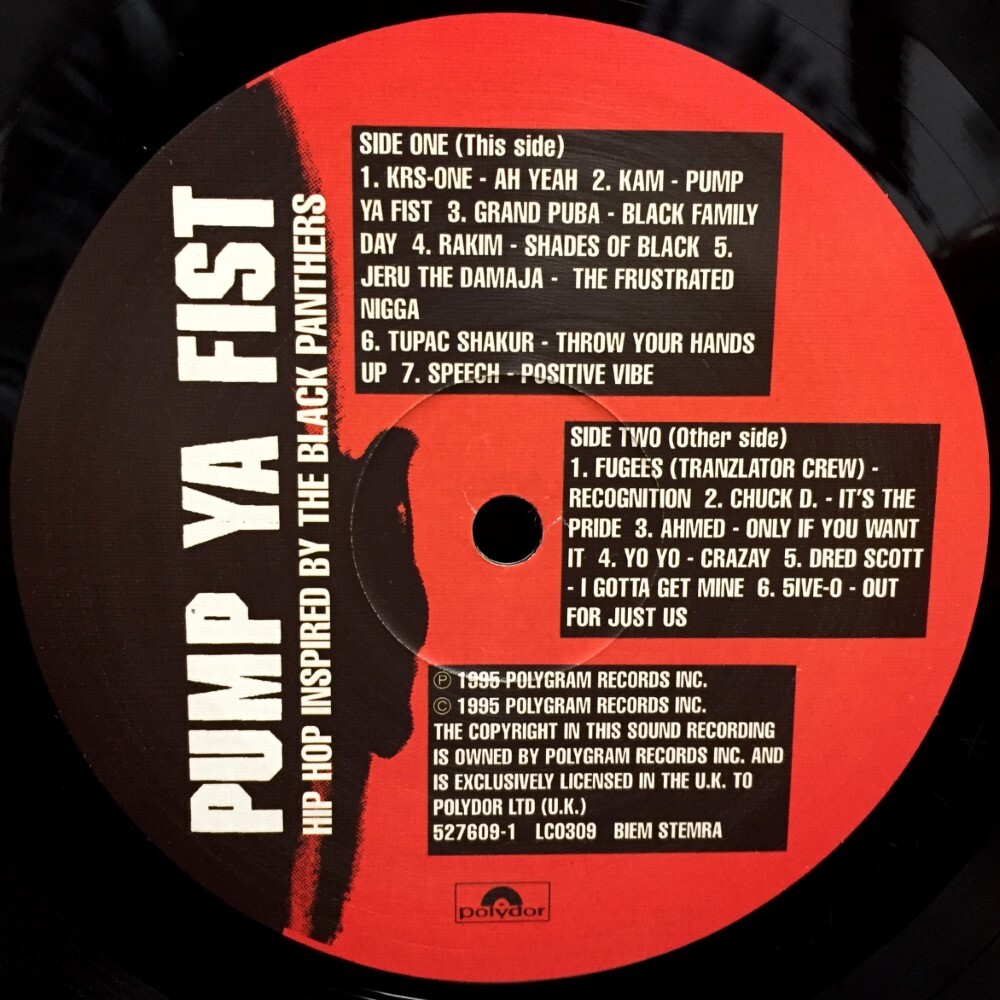 PUMP YA FIST
HIP HOP INSPIRED BY THE BLACK PANTHERS
SIDE ONE (This side)
1. KRS-ONE - AH YEAH 2. KAM - PUMP
YA FIST 3. GRAND PUBA - BLACK FAMILY
DAY 4. RAKIM - SHADES OF BLACK 5.
JERU THE DAMAJA - THE FRUSTRATED
NIGGA
6. TUPAC SHAKUR - THROW YOUR HANDS
UP 7. SPEECH - POSITIVE VIBE
SIDE TWO (Other side)
1. FUGEES (TRANZLATOR CREW) -
RECOGNITION 2. CHUCK D. - IT'S THE
PRIDE 3. AHMED - ONLY IF YOU WANT
IT 4. YO YO - CRAZAY 5. DRED SCOTT
- I GOTTA GET MINE 6. 5IVE-O - OUT
FOR JUST US
℗ 1995 POLYGRAM RECORDS INC.
© 1995 POLYGRAM RECORDS INC.
THE COPYRIGHT IN THIS SOUND RECORDING
IS OWNED BY POLYGRAM RECORDS INC. AND
IS EXCLUSIVELY LICENSED IN THE U.K. TO
POLYDOR LTD (U.K.)
527609-1 LC0309 BIEM STEMRA
polydor